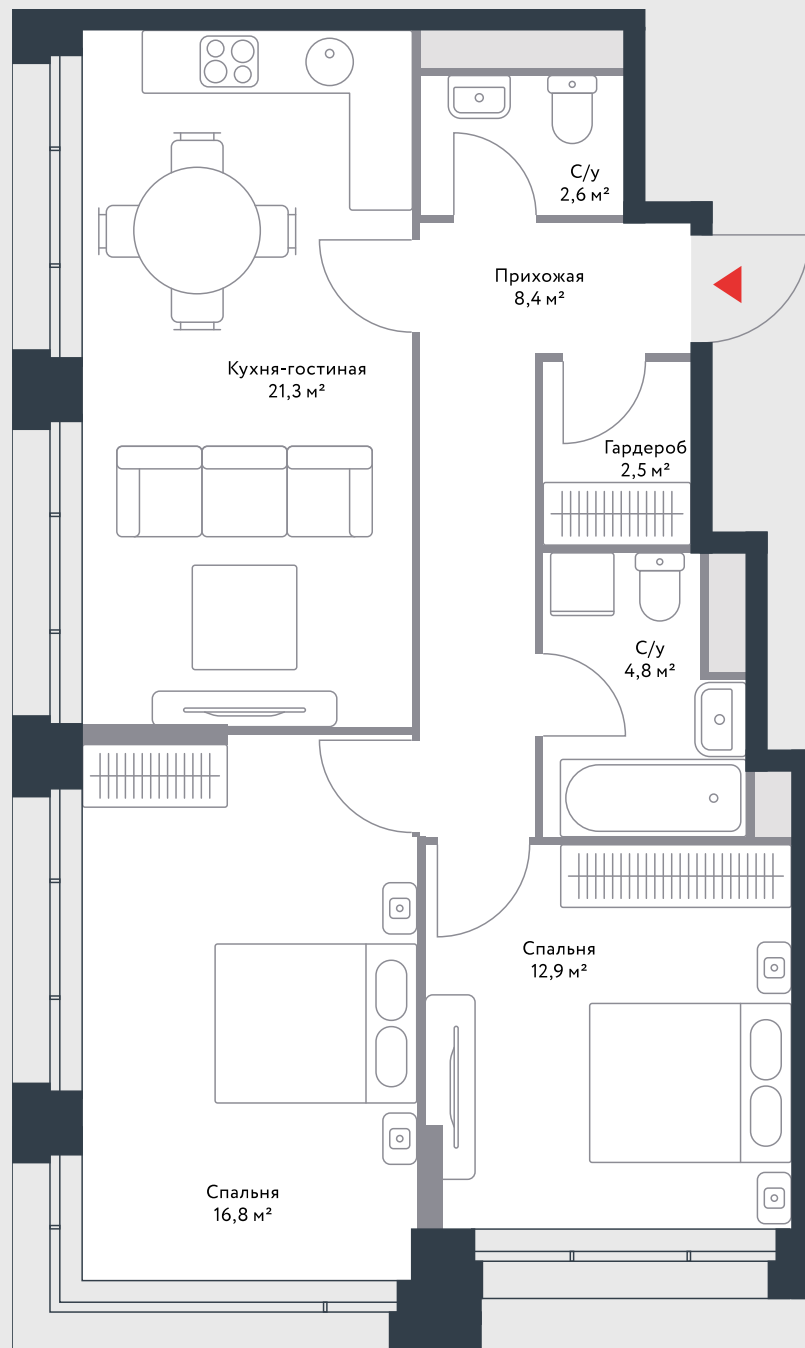 С/у
2,6 м²
Прихожая
8,4 м²
Кухня-гостиная
21,3 м²
Гардероб
2,5 м²
С/у
4,8 м²
Спальня
12,9 м²
Спальня
16,8 м²